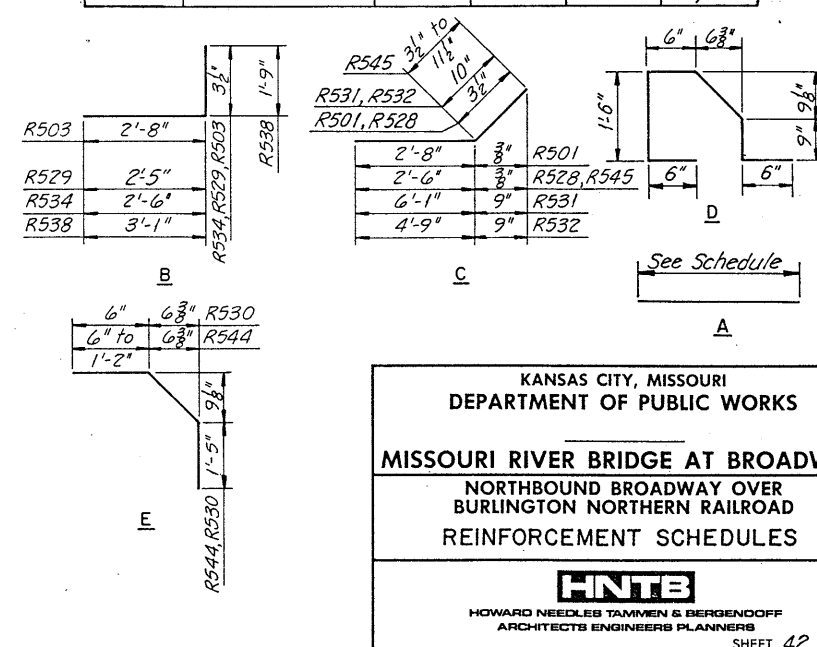 3½"
1'-9"
R503 2'-8"
R529 2'-5"
R534 2'-6"
R538 3'-1"
R534, R529, R503
R538
B
3½" to 11½"
R545
10"
R531, R532
3½"
R501, R528
2'-8" ⅜" R501
2'-6" ⅜" R528, R545
6'-1" 9" R531
4'-9" 9" R532
C
6" 6⅜"
1'-6"
9⅛"
9"
6" 6"
D
See Schedule
A
6" 6⅜" R530
6" to 1'-2" 6⅜" R544
9⅛"
1'-5"
R544, R530
E
KANSAS CITY, MISSOURI
DEPARTMENT OF PUBLIC WORKS
MISSOURI RIVER BRIDGE AT BROADW
NORTHBOUND BROADWAY OVER
BURLINGTON NORTHERN RAILROAD
REINFORCEMENT SCHEDULES
HNTB
HOWARD NEEDLES TAMMEN & BERGENDOFF
ARCHITECTS ENGINEERS PLANNERS
SHEET 42